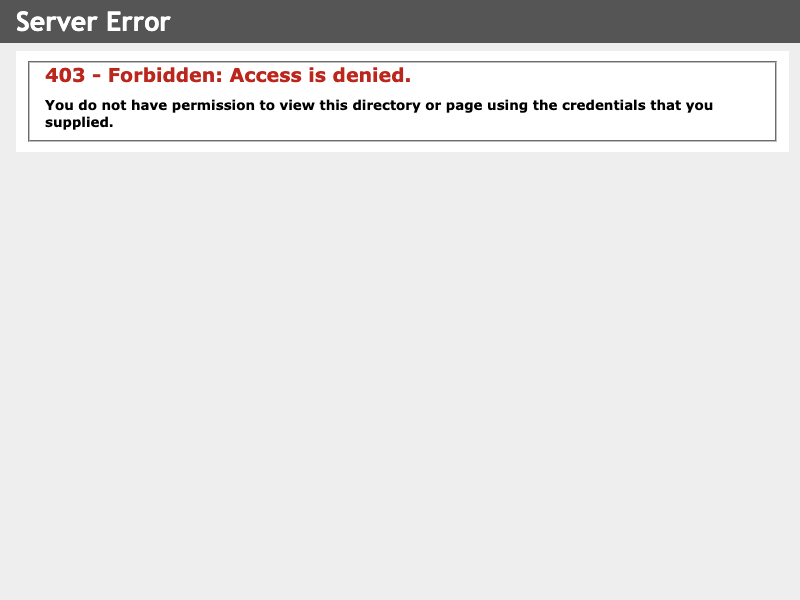 Server Error
403 - Forbidden: Access is denied.
You do not have permission to view this directory or page using the credentials that you
supplied.